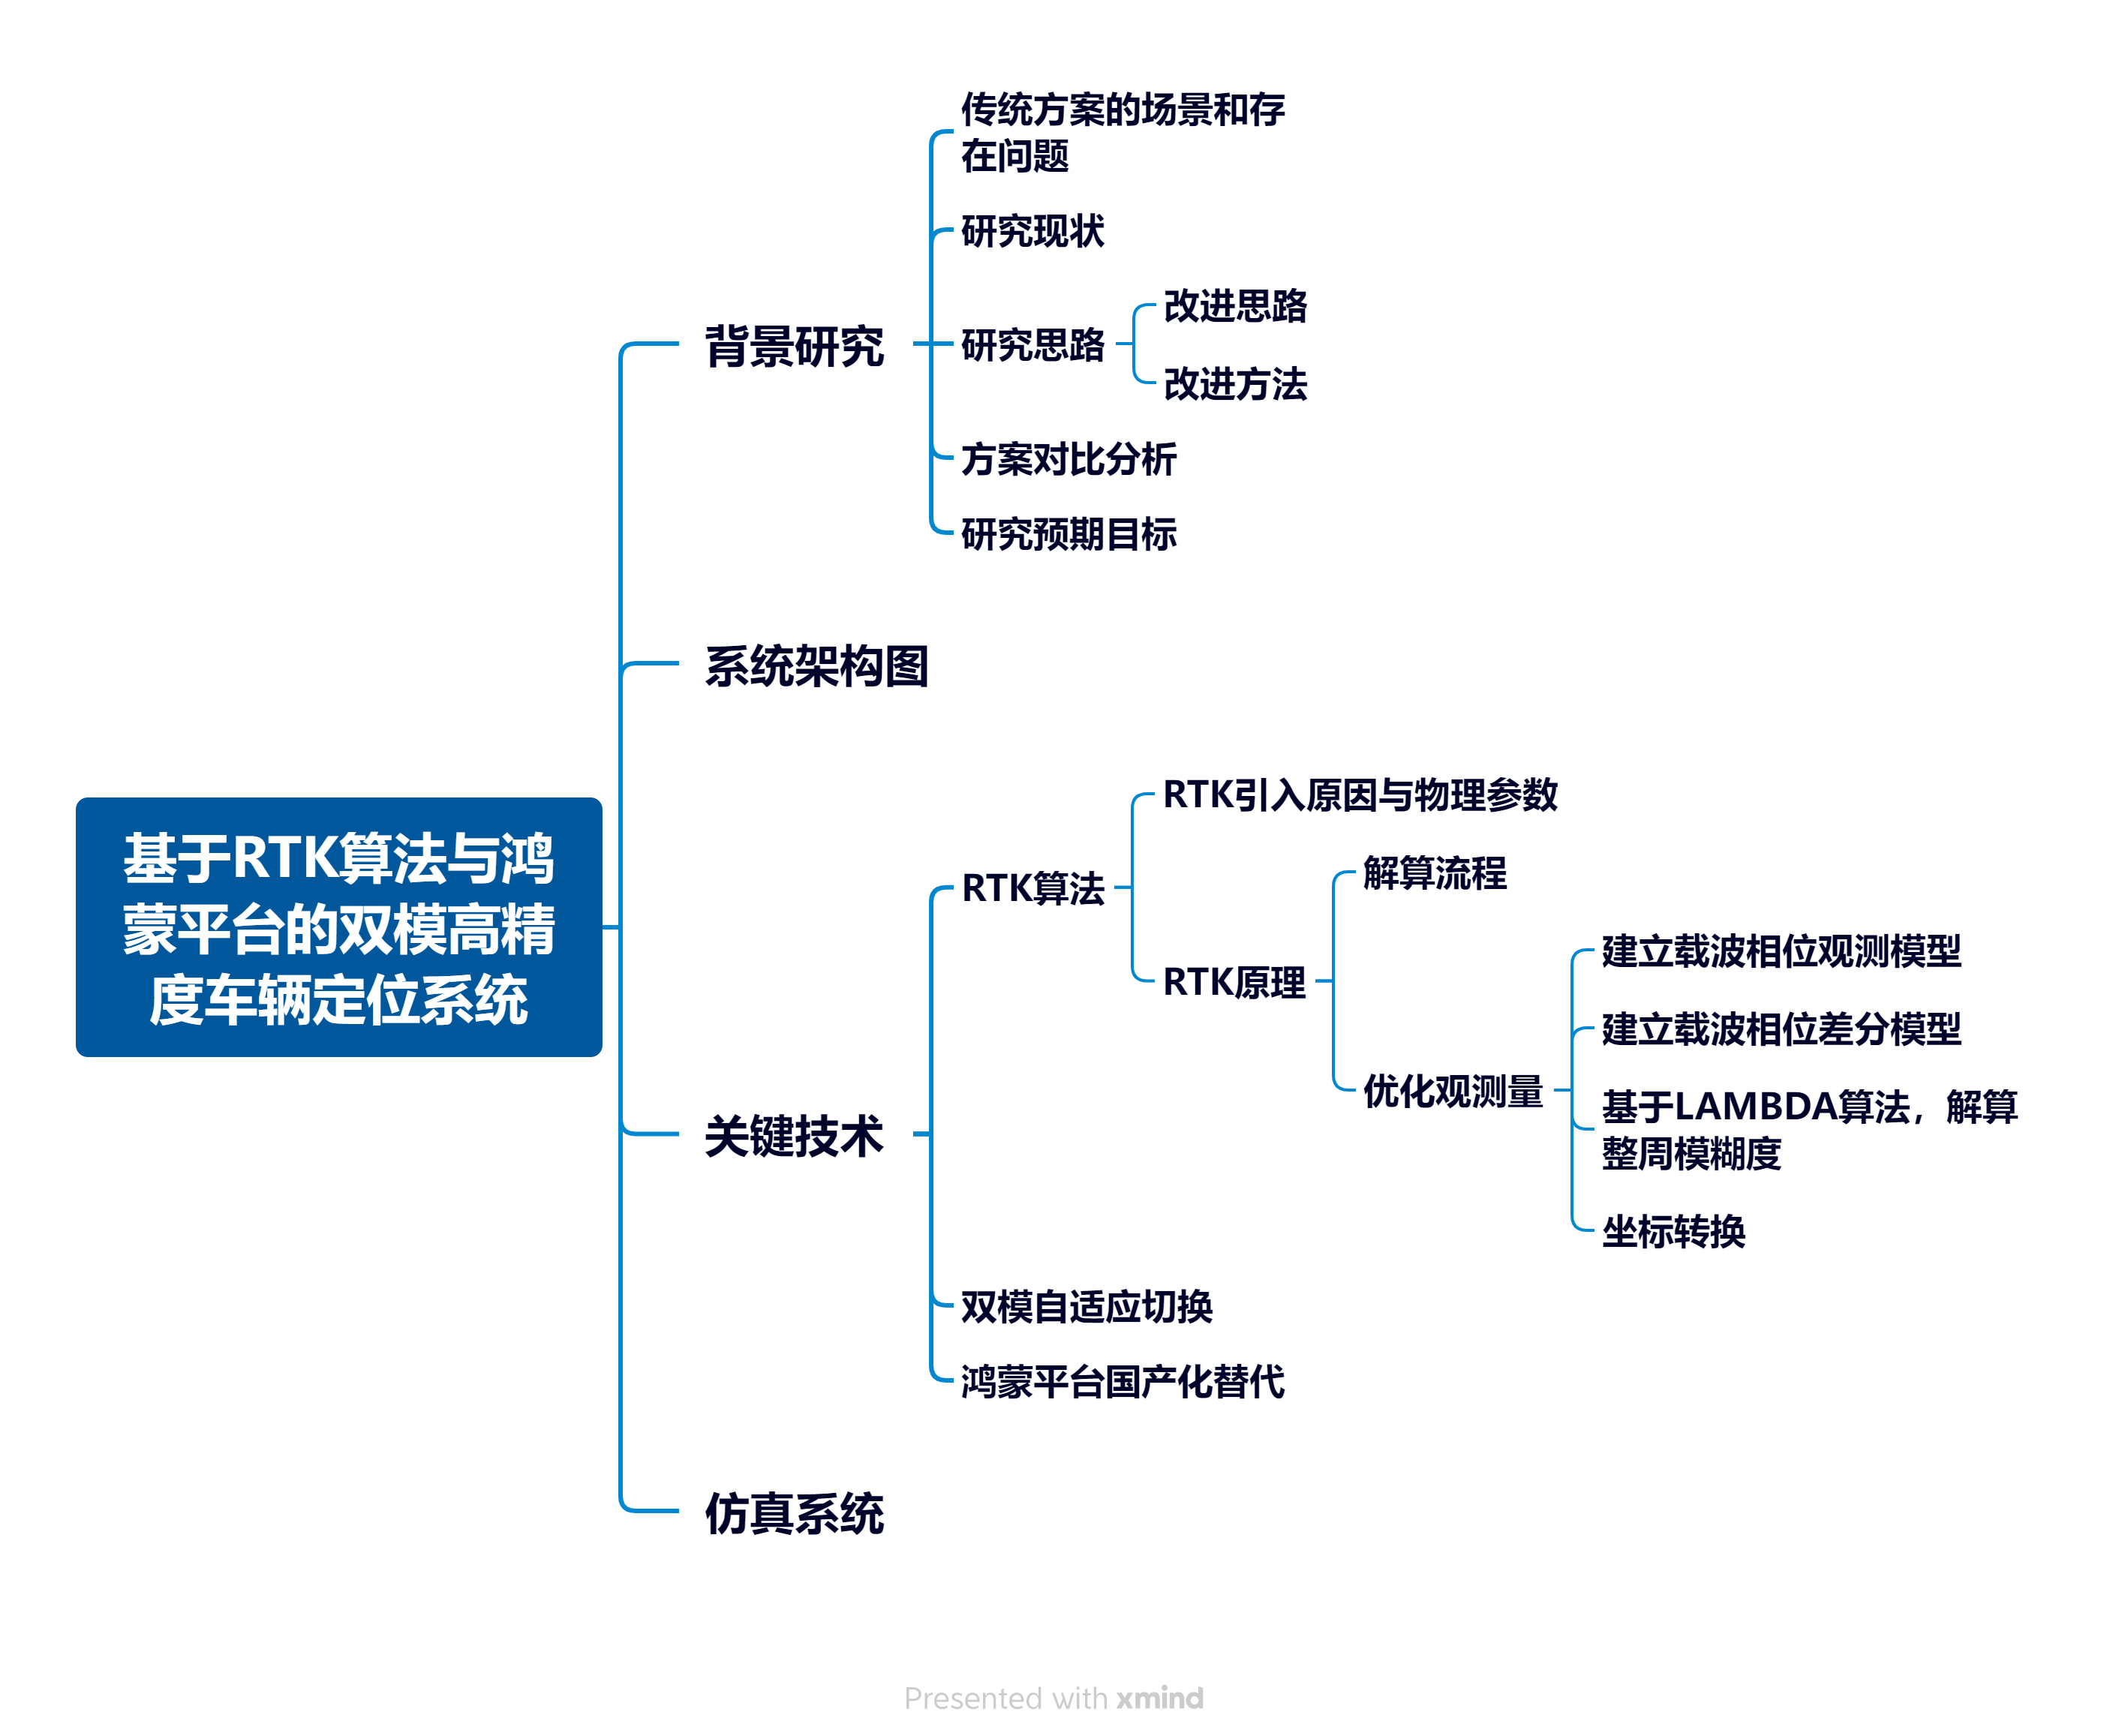 传统方案的场景和存
在问题
研究现状
改进思路
背景研究
研究思路
改进方法
方案对比分析
研究预期目标
系统架构图
RTK引入原因与物理参数
基于RTK算法与鸿
蒙平台的双模高精
度车辆定位系统
解算流程
RTK算法
建立载波相位观测模型
RTK原理
建立载波相位差分模型
优化观测量
基于LAMBDA算法，解算
整周模糊度
关键技术
坐标转换
双模自适应切换
鸿蒙平台国产化替代
仿真系统
Presented with xmind